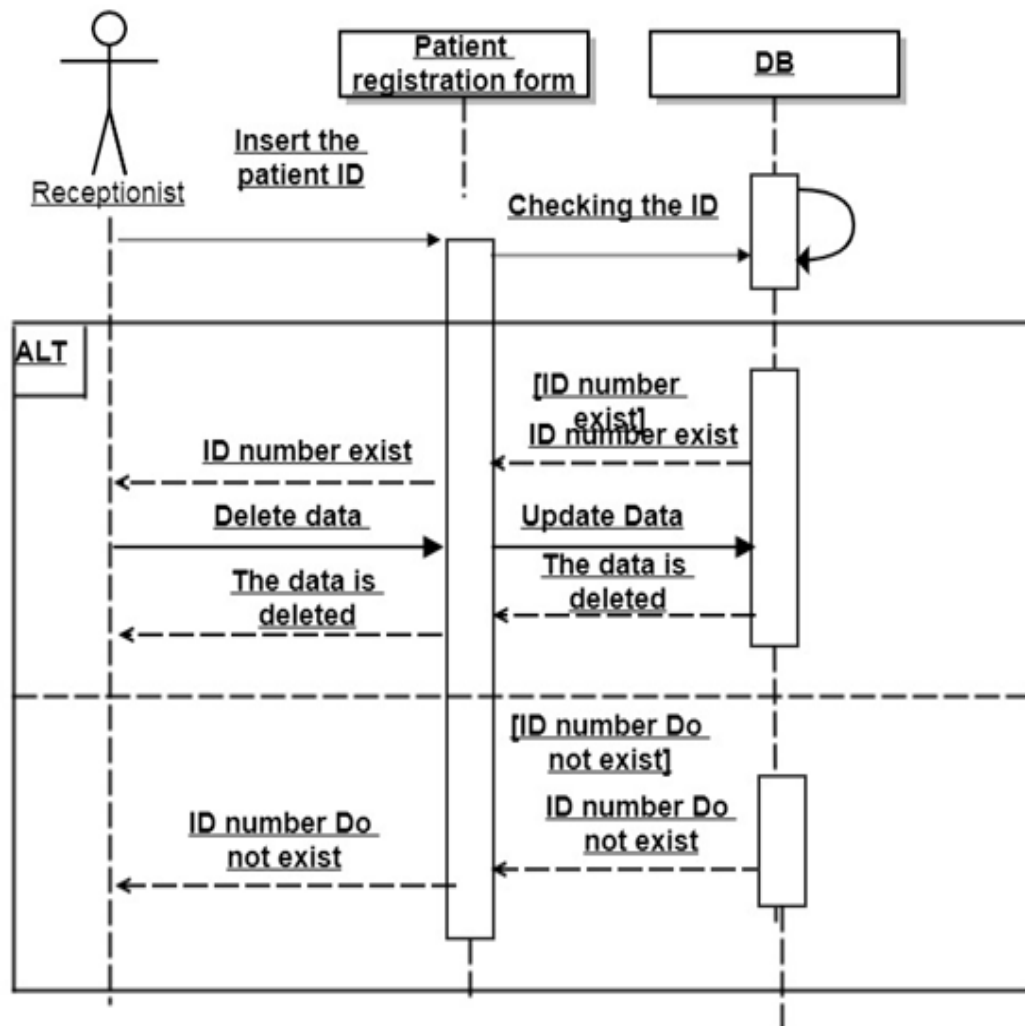 Patient
registration form
DB
Receptionist
Insert the
patient ID
Checking the ID
ALT
[ID number
exist]
ID number exist
ID number exist
Delete data
Update Data
The data is
deleted
The data is
deleted
[ID number Do
not exist]
ID number Do
not exist
ID number Do
not exist